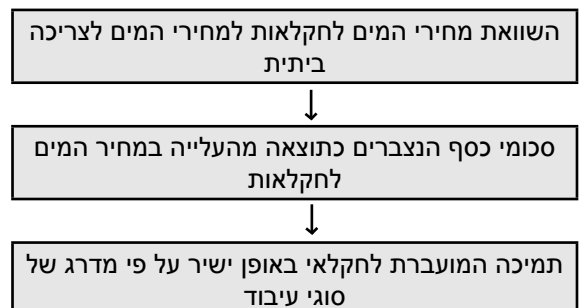 השוואת מחירי המים לחקלאות למחירי המים לצריכה
ביתית
סכומי כסף הנצברים כתוצאה מהעלייה במחיר המים
לחקלאות
תמיכה המועברת לחקלאי באופן ישיר על פי מדרג של
סוגי עיבוד